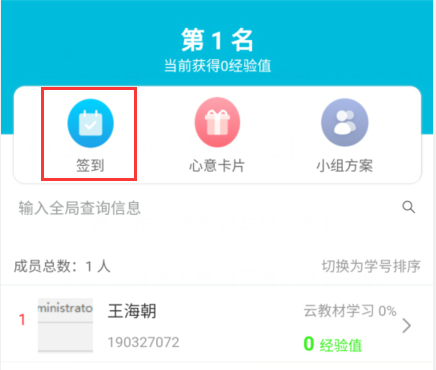 第 1 名
当前获得0经验值
签到 心意卡片 小组方案
输入全局查询信息
成员总数：1 人 切换为学号排序
ministrato 王海朝 云教材学习 0%
1
190327072 0 经验值